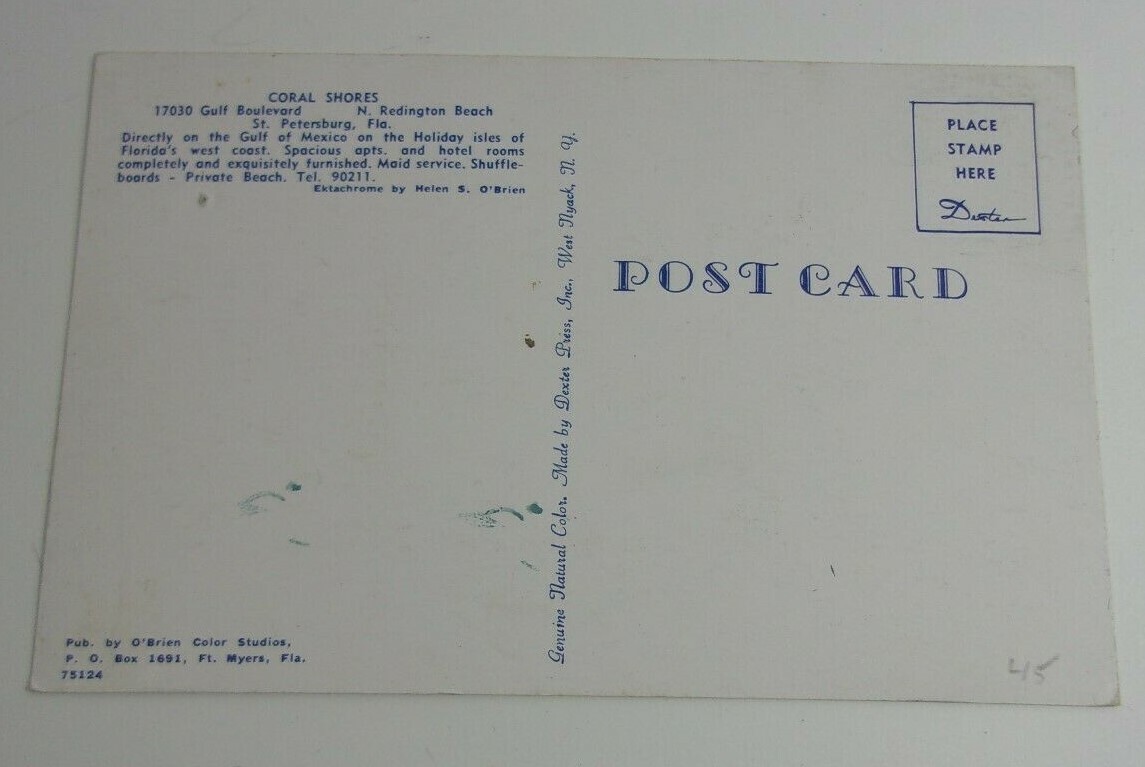 CORAL SHORES
17030 Gulf Boulevard N. Redington Beach
St. Petersburg, Fla.
Directly on the Gulf of Mexico on the Holiday isles of
Florida's west coast. Spacious apts. and hotel rooms
completely and exquisitely furnished. Maid service. Shuffle-
boards - Private Beach. Tel. 90211.
Ektachrome by Helen S. O'Brien
Pub. by O'Brien Color Studios,
P. O. Box 1691, Ft. Myers, Fla.
75124
Genuine Natural Color. Made by Dexter Press, Inc., West Nyack, N. Y.
PLACE
STAMP
HERE
Dexter
POST CARD
45